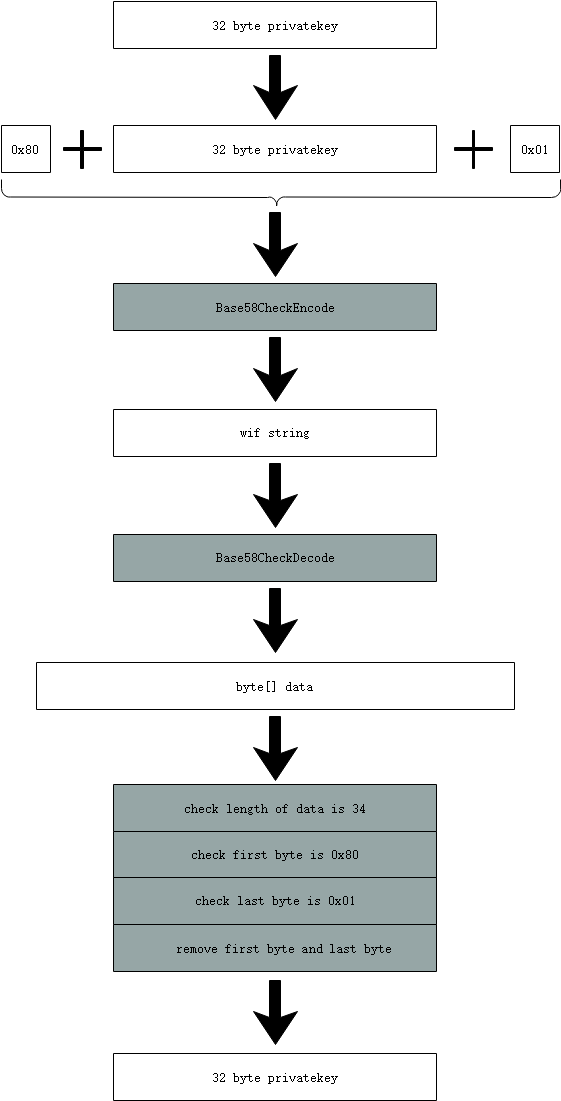 32 byte privatekey
0x80
32 byte privatekey
0x01
Base58CheckEncode
wif string
Base58CheckDecode
byte[] data
check length of data is 34
check first byte is 0x80
check last byte is 0x01
remove first byte and last byte
32 byte privatekey